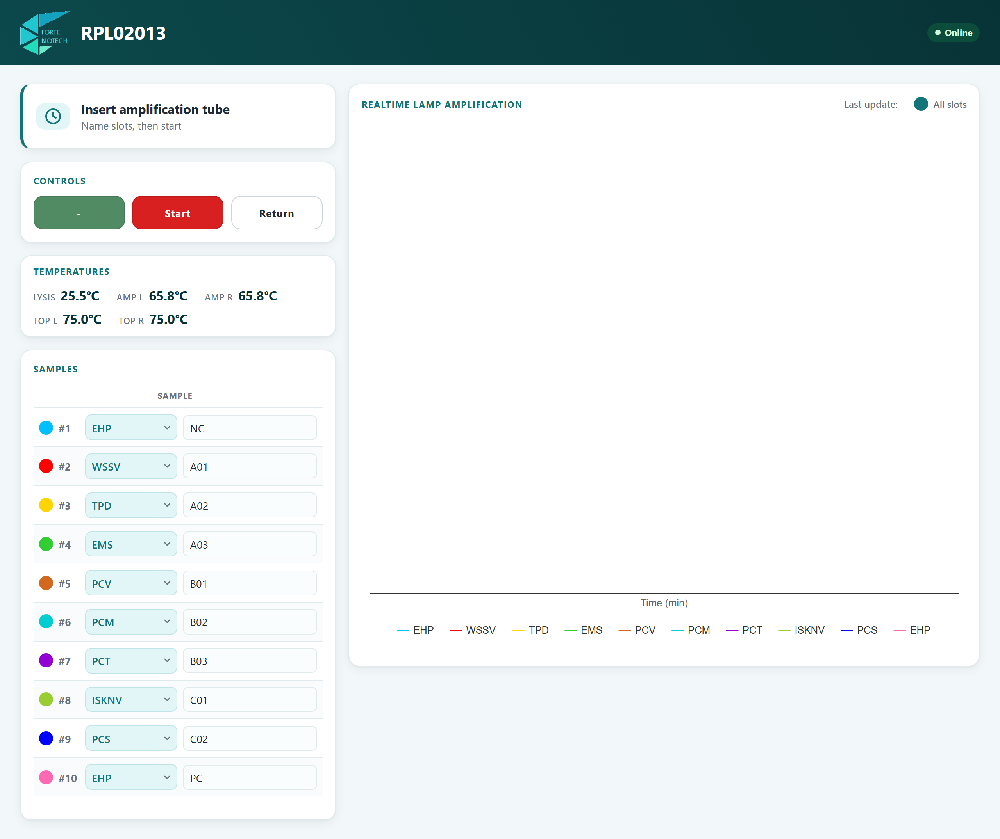 FORTE
BIOTECH
RPL02013
Online
Insert amplification tube
Name slots, then start
CONTROLS
-
Start
Return
TEMPERATURES
LYSIS 25.5°C AMP L 65.8°C AMP R 65.8°C
TOP L 75.0°C TOP R 75.0°C
SAMPLES
SAMPLE
#1 EHP NC
#2 WSSV A01
#3 TPD A02
#4 EMS A03
#5 PCV B01
#6 PCM B02
#7 PCT B03
#8 ISKNV C01
#9 PCS C02
#10 EHP PC
REALTIME LAMP AMPLIFICATION
Last update: - All slots
Time (min)
EHP WSSV TPD EMS PCV PCM PCT ISKNV PCS EHP